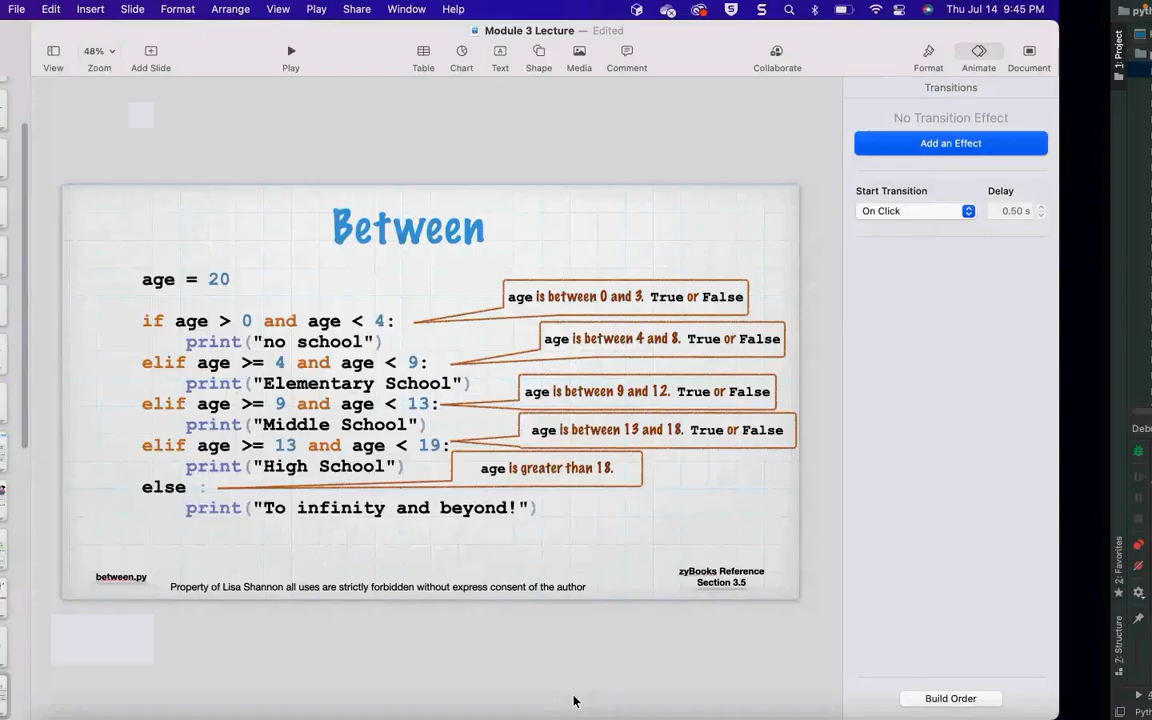 File Edit Insert Slide Format Arrange View Play Share Window Help Thu Jul 14 9:45 PM
Module 3 Lecture — Edited
48%
View Zoom Add Slide Play Table Chart Text Shape Media Comment Collaborate Format Animate Document
Transitions
No Transition Effect
Add an Effect
Start Transition Delay
On Click 0.50 s
Between
age = 20
age is between 0 and 3. True or False
if age > 0 and age < 4:
print("no school")
age is between 4 and 8. True or False
elif age >= 4 and age < 9:
print("Elementary School")
age is between 9 and 12. True or False
elif age >= 9 and age < 13:
print("Middle School")
age is between 13 and 18. True or False
elif age >= 13 and age < 19:
print("High School")
age is greater than 18.
else :
print("To infinity and beyond!")
between.py
Property of Lisa Shannon all uses are strictly forbidden without express consent of the author
zyBooks Reference
Section 3.5
Build Order
1: Project
2: Favorites
Z: Structure